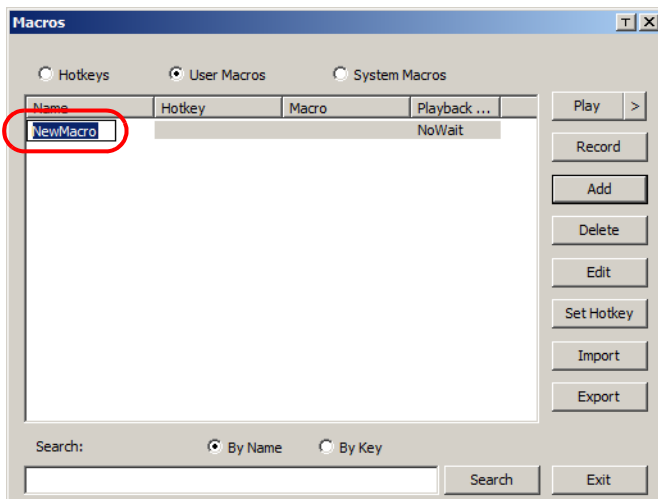 Macros
Hotkeys User Macros System Macros
Name Hotkey Macro Playback ...
NewMacro NoWait
Play >
Record
Add
Delete
Edit
Set Hotkey
Import
Export
Search: By Name By Key
Search Exit